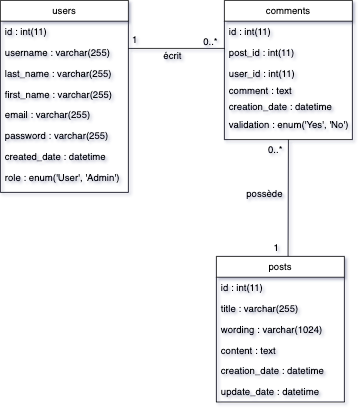 users
id : int(11)
username : varchar(255)
last_name : varchar(255)
first_name : varchar(255)
email : varchar(255)
password : varchar(255)
created_date : datetime
role : enum('User', 'Admin')
1
0..*
écrit
comments
id : int(11)
post_id : int(11)
user_id : int(11)
comment : text
creation_date : datetime
validation : enum('Yes', 'No')
0..*
possède
1
posts
id : int(11)
title : varchar(255)
wording : varchar(1024)
content : text
creation_date : datetime
update_date : datetime